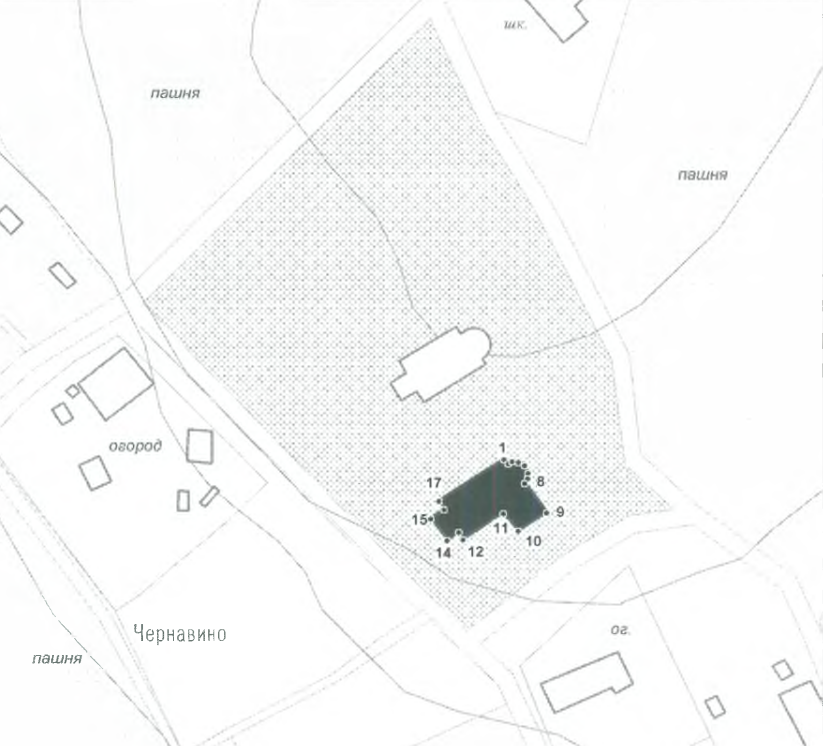 шк.
пашня
пашня
огород
1
8
17
9
15
11
10
14
12
Чернавино
ог.
пашня